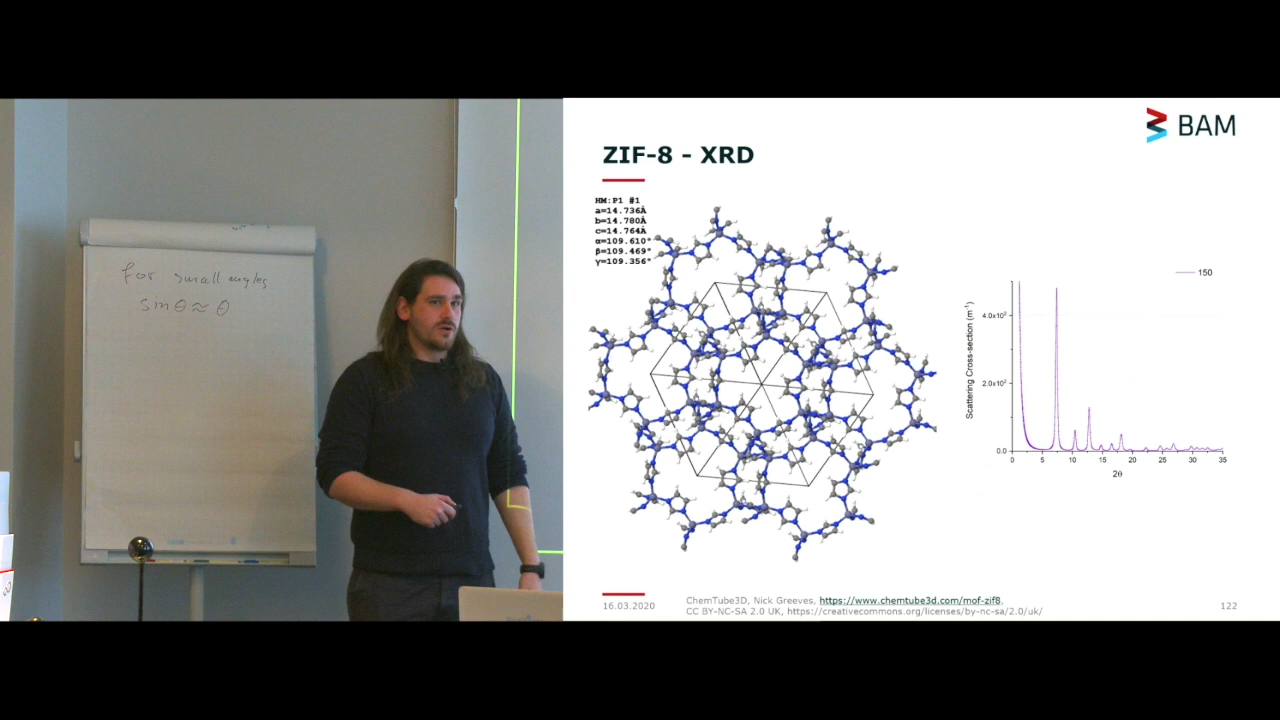 for small angles
sin θ ≈ θ
BAM
ZIF-8 - XRD
HM:P1 #1
a=14.736Å
b=14.780Å
c=14.764Å
α=109.610°
β=109.469°
γ=109.356°
150
Scattering Cross-section (m⁻¹)
4.0x10²
2.0x10²
0.0
0 5 10 15 20 25 30 35
2θ
16.03.2020
ChemTube3D, Nick Greeves, https://www.chemtube3d.com/mof-zif8,
CC BY-NC-SA 2.0 UK, https://creativecommons.org/licenses/by-nc-sa/2.0/uk/
122